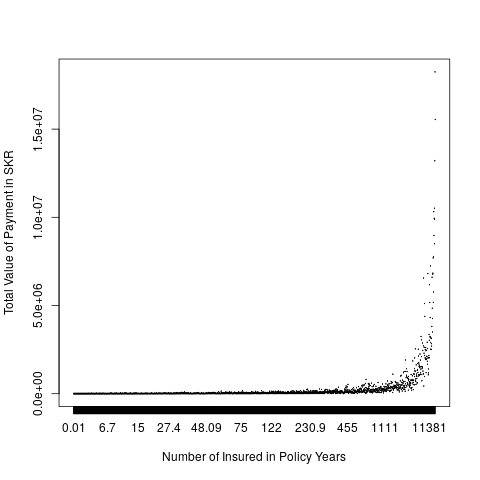 Total Value of Payment in SKR
1.5e+07
1.0e+07
5.0e+06
0.0e+00
0.01 6.7 15 27.4 48.09 75 122 230.9 455 1111 11381
Number of Insured in Policy Years